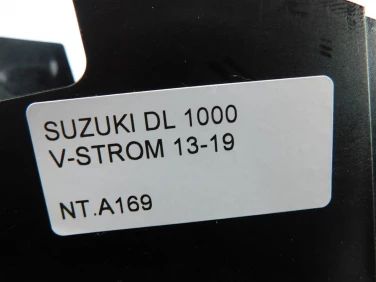 SUZUKI DL 1000
V-STROM 13-19
NT.A169